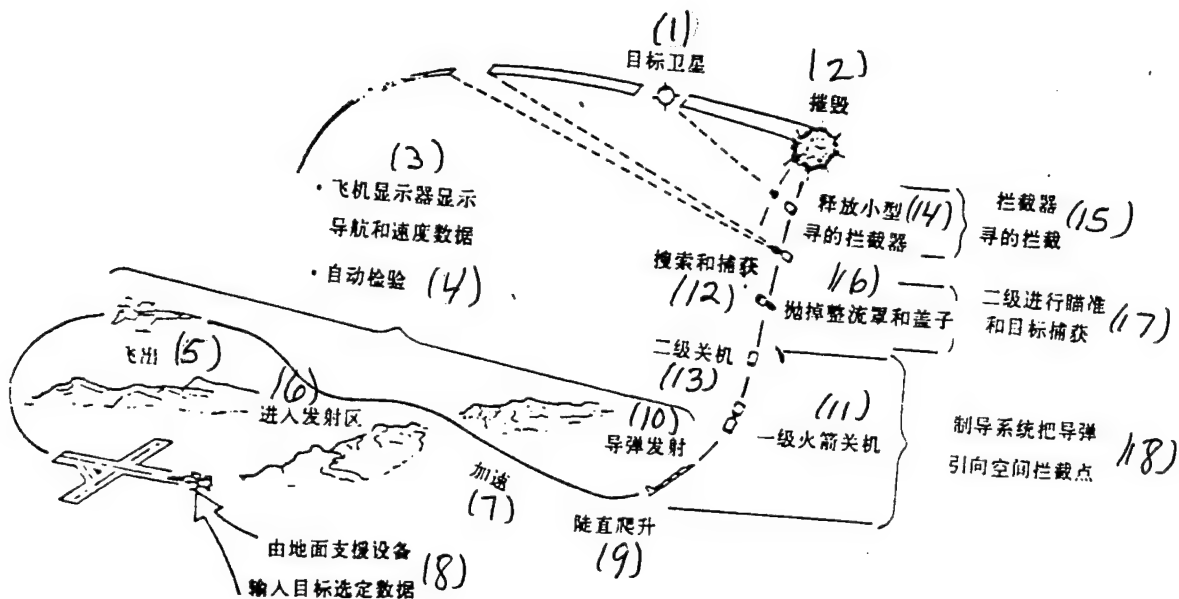 (1)
目标卫星
(2)
摧毁
(3)
· 飞机显示器显示
导航和速度数据
· 自动检验 (4)
释放小型 (14)
寻的拦截器
拦截器 (15)
寻的拦截
搜索和捕获
(12)
(16)
抛掉整流罩和盖子
二级进行瞄准
和目标捕获 (17)
飞出 (5)
二级关机
(13)
(6)
进入发射区
(10)
导弹发射
(11)
一级火箭关机
制导系统把导弹
引向空间拦截点 (18)
加速
(7)
陡直爬升
(9)
由地面支援设备
输入目标选定数据 (8)